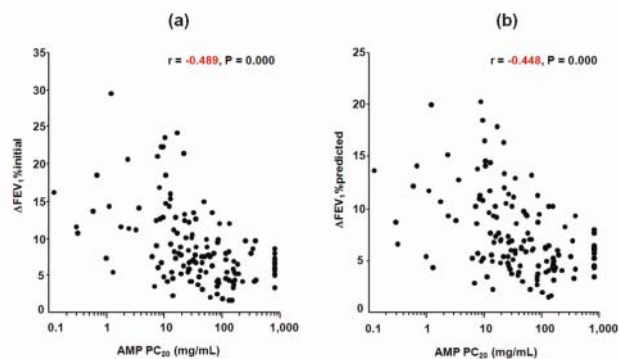 (a)
r = -0.489, P = 0.000
ΔFEV1%initial
35
30
25
20
15
10
5
0
0.1 1 10 100 1,000
AMP PC20 (mg/mL)
(b)
r = -0.448, P = 0.000
ΔFEV1%predicted
25
20
15
10
5
0
0.1 1 10 100 1,000
AMP PC20 (mg/mL)